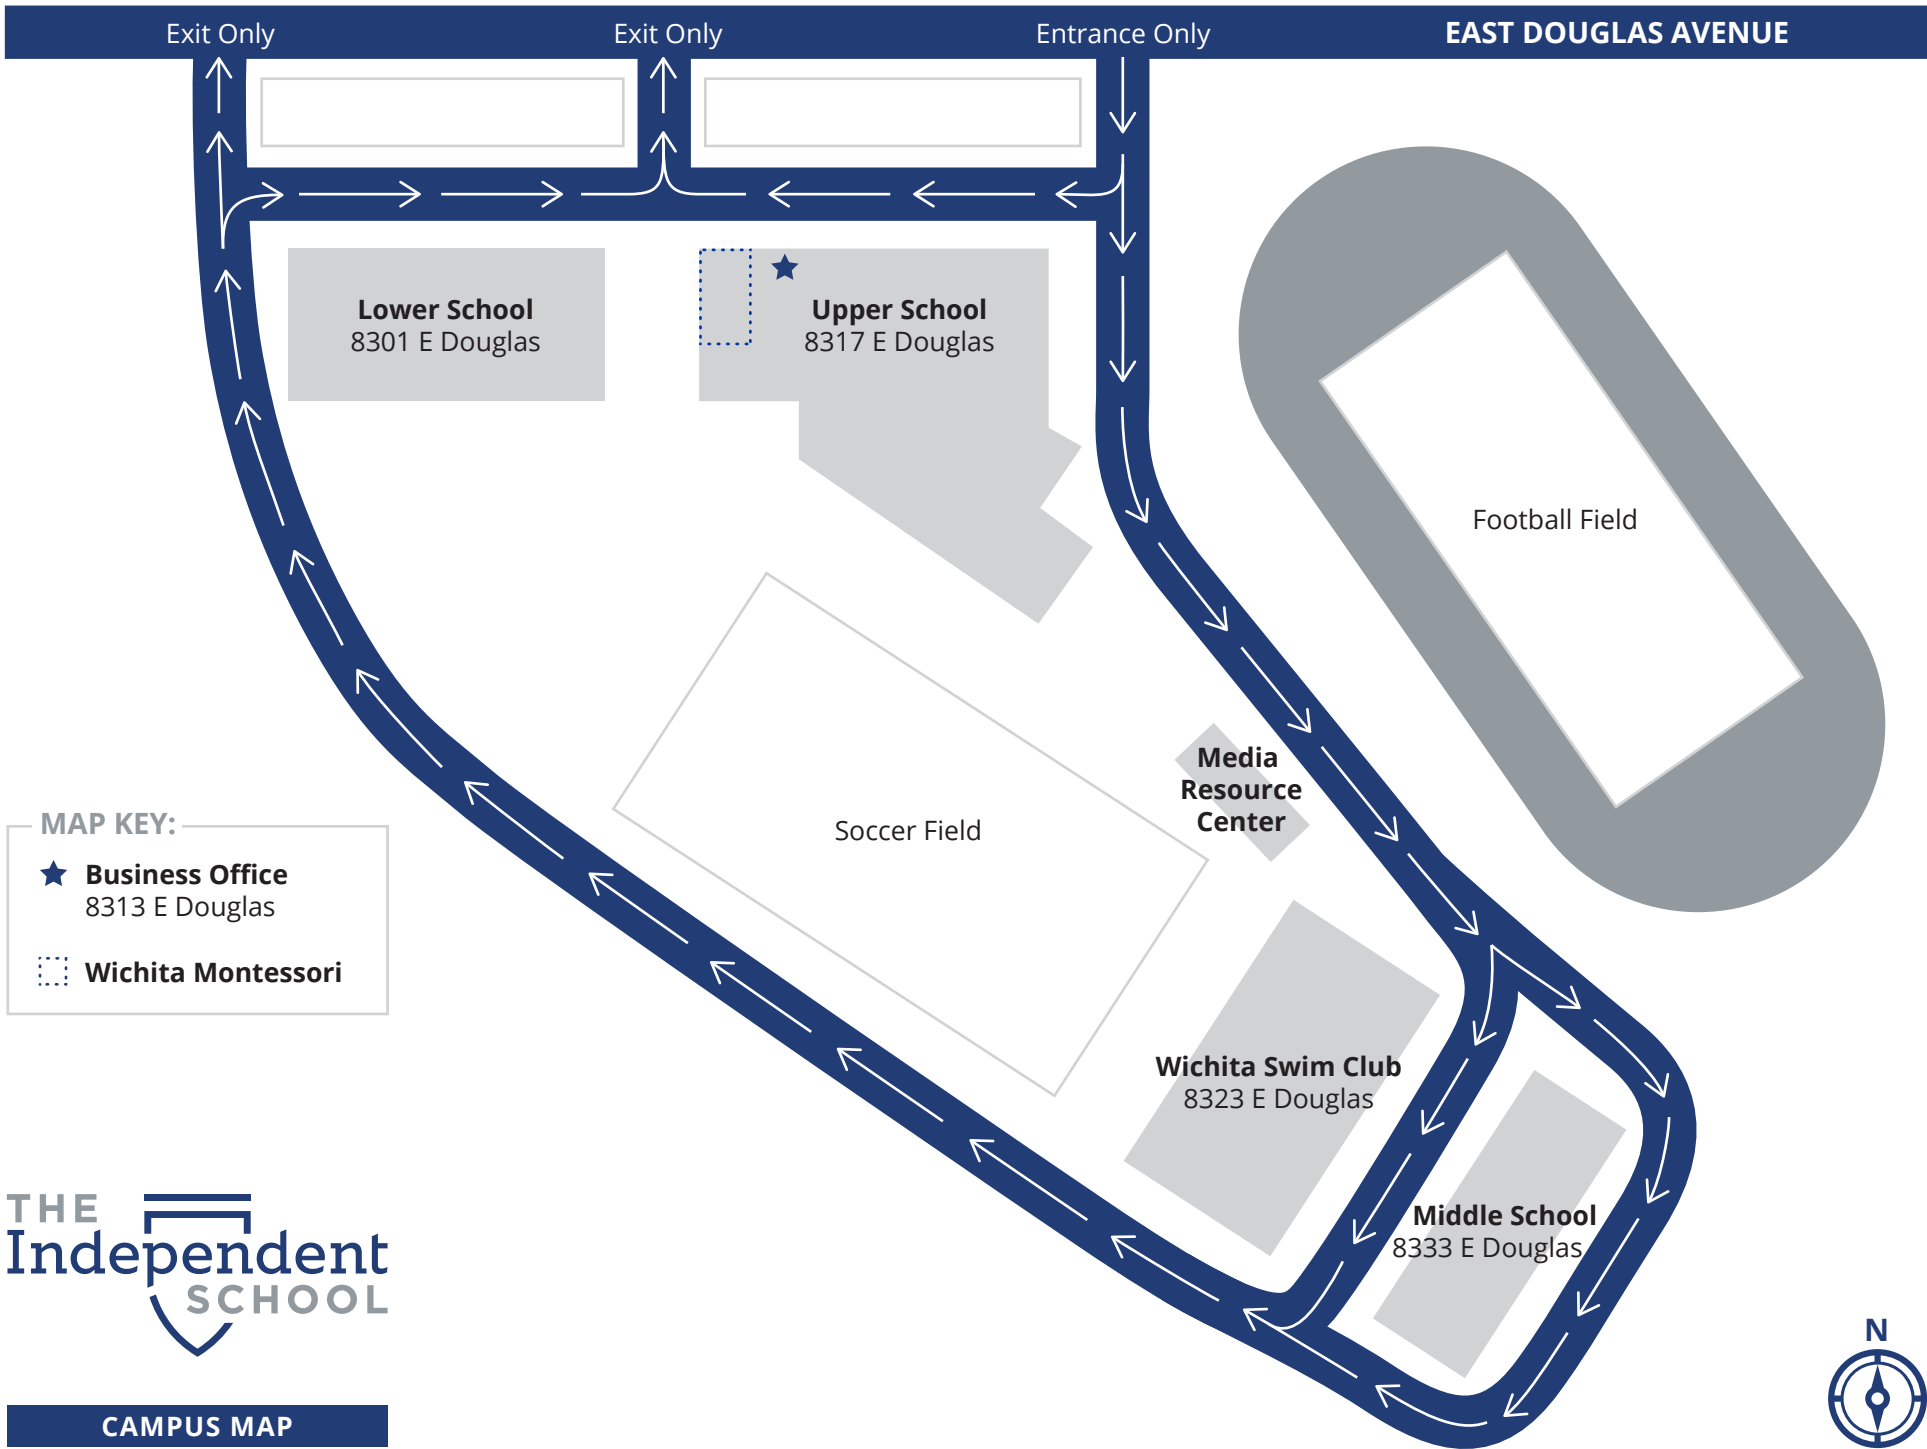 Exit Only
Exit Only
Entrance Only
EAST DOUGLAS AVENUE
Lower School
8301 E Douglas
Upper School
8317 E Douglas
Football Field
Media
Resource
Center
Soccer Field
MAP KEY:
Business Office
8313 E Douglas
Wichita Montessori
Wichita Swim Club
8323 E Douglas
Middle School
8333 E Douglas
THE
Independent
SCHOOL
N
CAMPUS MAP